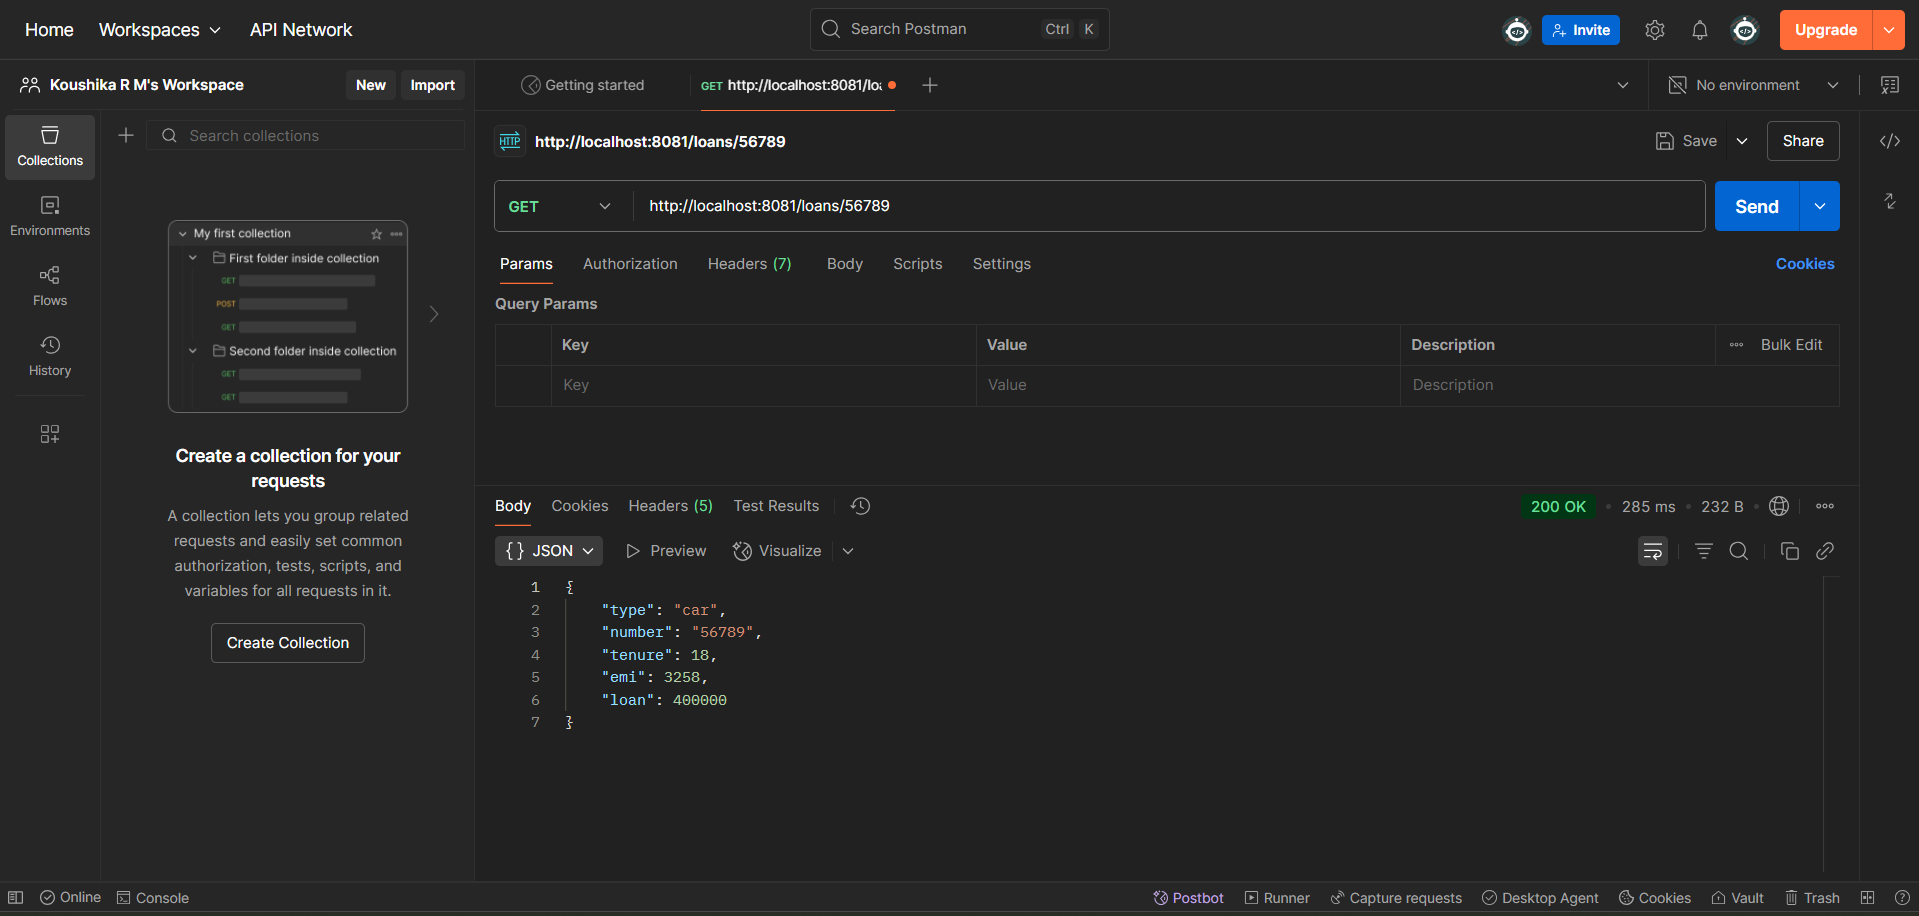 Home Workspaces API Network Search Postman Ctrl K Invite Upgrade
Koushika R M's Workspace New Import Getting started GET http://localhost:8081/loa No environment
Collections
Search collections
http://localhost:8081/loans/56789 Save Share
Environments
Flows
History
GET http://localhost:8081/loans/56789 Send
My first collection
First folder inside collection
GET
POST
GET
Second folder inside collection
GET
GET
Create a collection for your
requests
A collection lets you group related
requests and easily set common
authorization, tests, scripts, and
variables for all requests in it.
Create Collection
Params Authorization Headers (7) Body Scripts Settings Cookies
Query Params
Key Value Description Bulk Edit
Key Value Description
Body Cookies Headers (5) Test Results 200 OK 285 ms 232 B
{} JSON Preview Visualize
1 {
2 "type": "car",
3 "number": "56789",
4 "tenure": 18,
5 "emi": 3258,
6 "loan": 400000
7 }
Online Console Postbot Runner Capture requests Desktop Agent Cookies Vault Trash